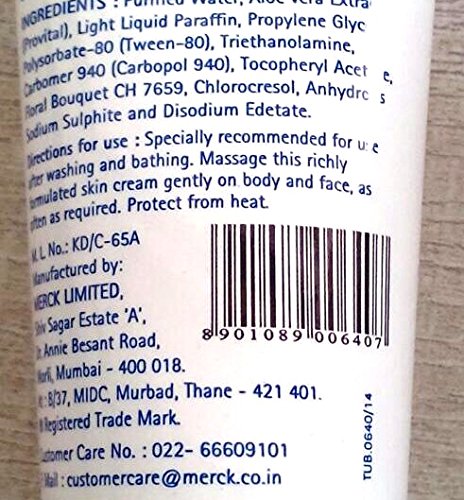 INGREDIENTS : Purified Water, Aloe Vera Extra
(Provital), Light Liquid Paraffin, Propylene Glyc
Polysorbate-80 (Tween-80), Triethanolamine,
Carbomer 940 (Carbopol 940), Tocopheryl Acet e,
Floral Bouquet CH 7659, Chlorocresol, Anhydro s
Sodium Sulphite and Disodium Edetate.
Directions for use : Specially recommended for use
after washing and bathing. Massage this richly
formulated skin cream gently on body and face, as
often as required. Protect from heat.
M. L. No.: KD/C-65A
Manufactured by:
MERCK LIMITED,
Shiv Sagar Estate 'A',
Dr. Annie Besant Road,
Worli, Mumbai - 400 018.
At : 8/37, MIDC, Murbad, Thane - 421 401.
Registered Trade Mark.
Customer Care No. : 022- 66609101
E-Mail : customercare@merck.co.in
8 901089 006407
TUB.0640/14